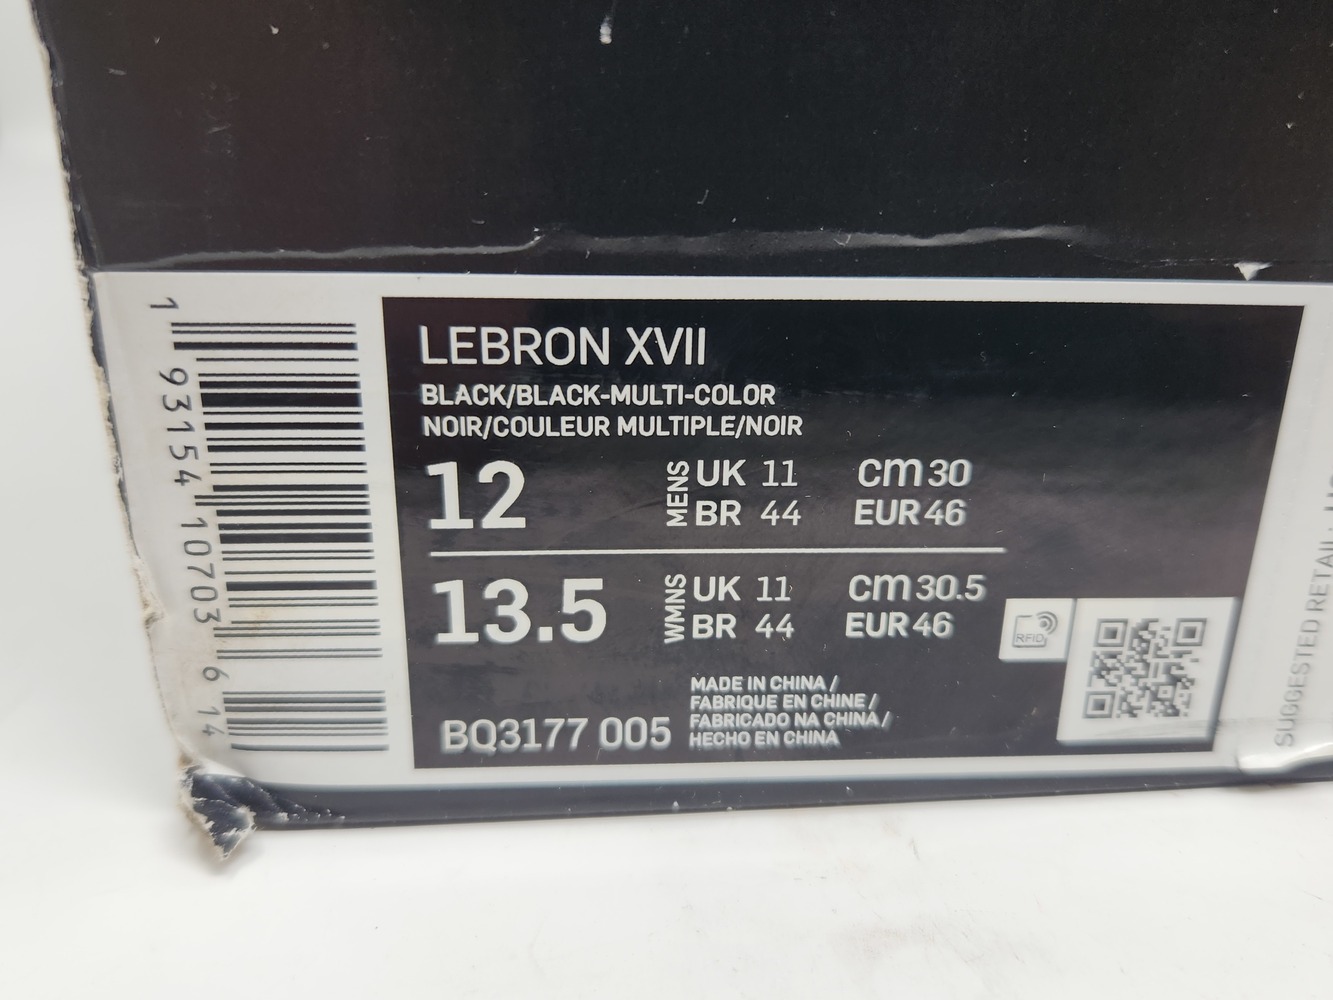 1 93154 10703 6 14
LEBRON XVII
BLACK/BLACK-MULTI-COLOR
NOIR/COULEUR MULTIPLE/NOIR
12 MENS UK 11 cm 30
BR 44 EUR 46
13.5 WMNS UK 11 cm 30.5
BR 44 EUR 46
BQ3177 005
MADE IN CHINA /
FABRIQUE EN CHINE /
FABRICADO NA CHINA /
HECHO EN CHINA
RFID
SUGGESTED RETAIL: